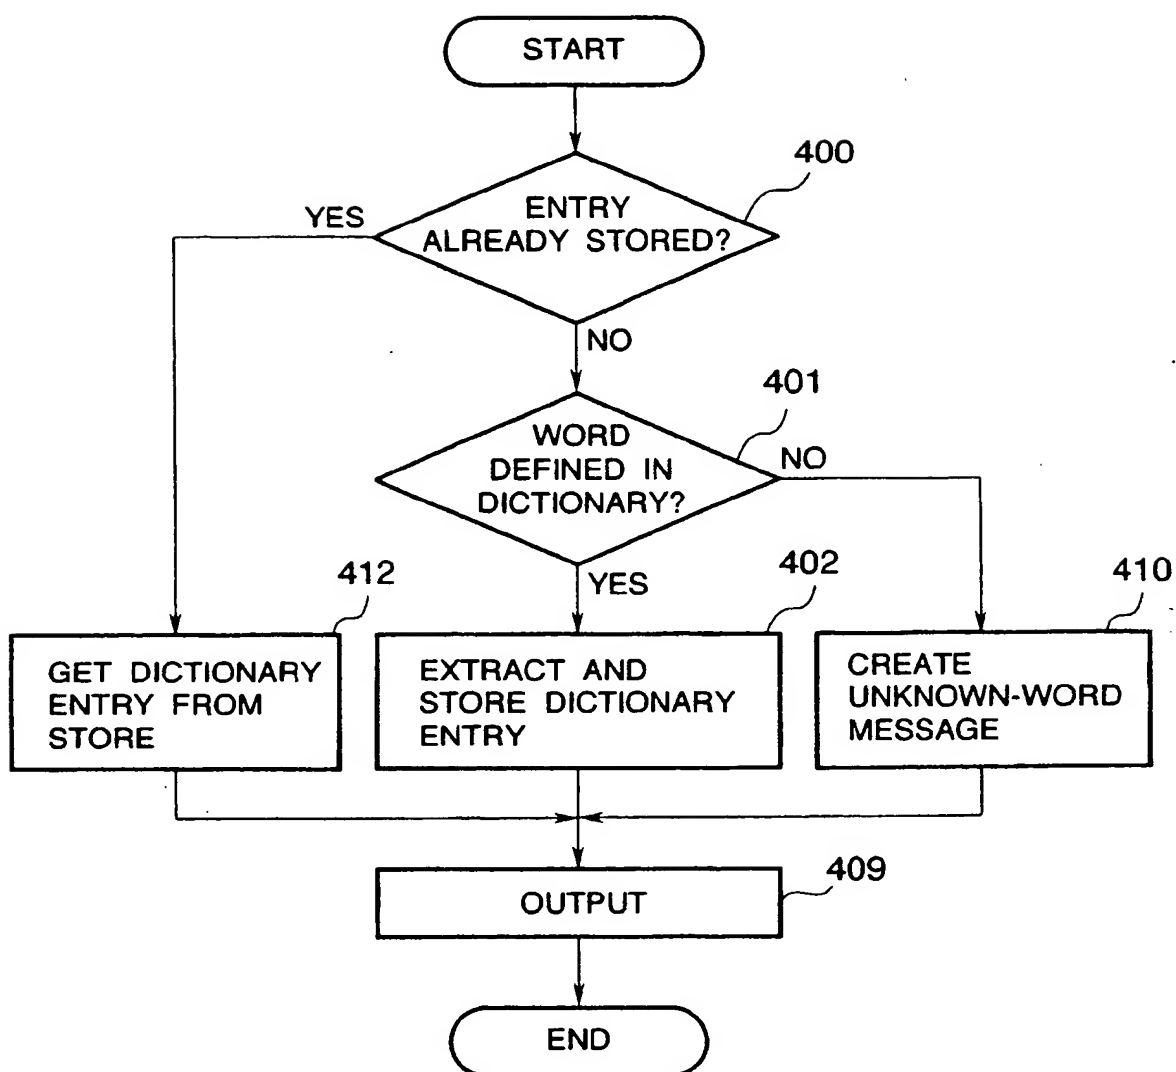 START
400
YES
ENTRY
ALREADY STORED?
NO
401
WORD
DEFINED IN
DICTIONARY?
NO
YES
412
402
410
GET DICTIONARY
ENTRY FROM
STORE
EXTRACT AND
STORE DICTIONARY
ENTRY
CREATE
UNKNOWN-WORD
MESSAGE
409
OUTPUT
END